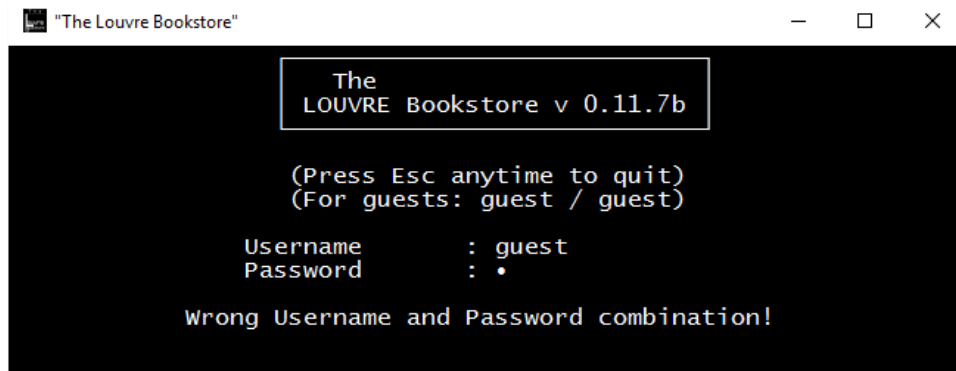 "The Louvre Bookstore"
The
LOUVRE Bookstore v 0.11.7b
(Press Esc anytime to quit)
(For guests: guest / guest)
Username : guest
Password : •
Wrong Username and Password combination!